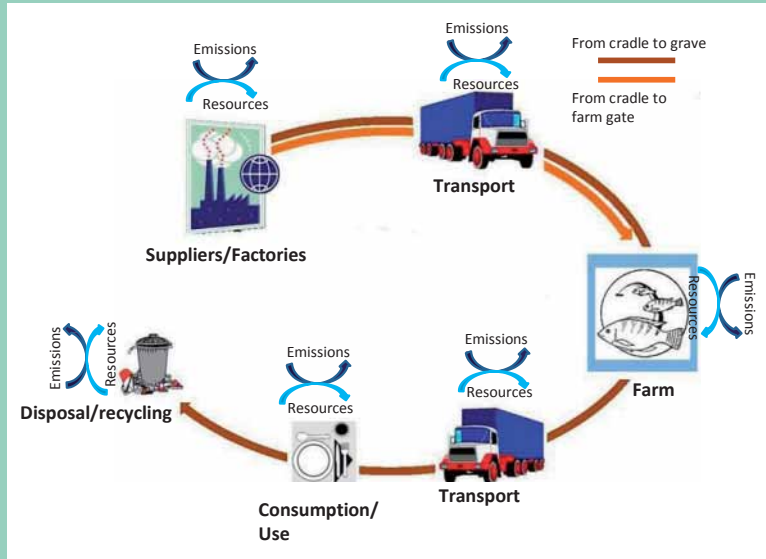 Emissions
Resources
Suppliers/Factories
Emissions
Resources
Transport
From cradle to grave
From cradle to
farm gate
Resources
Emissions
Farm
Emissions
Resources
Transport
Emissions
Resources
Consumption/
Use
Emissions
Resources
Disposal/recycling